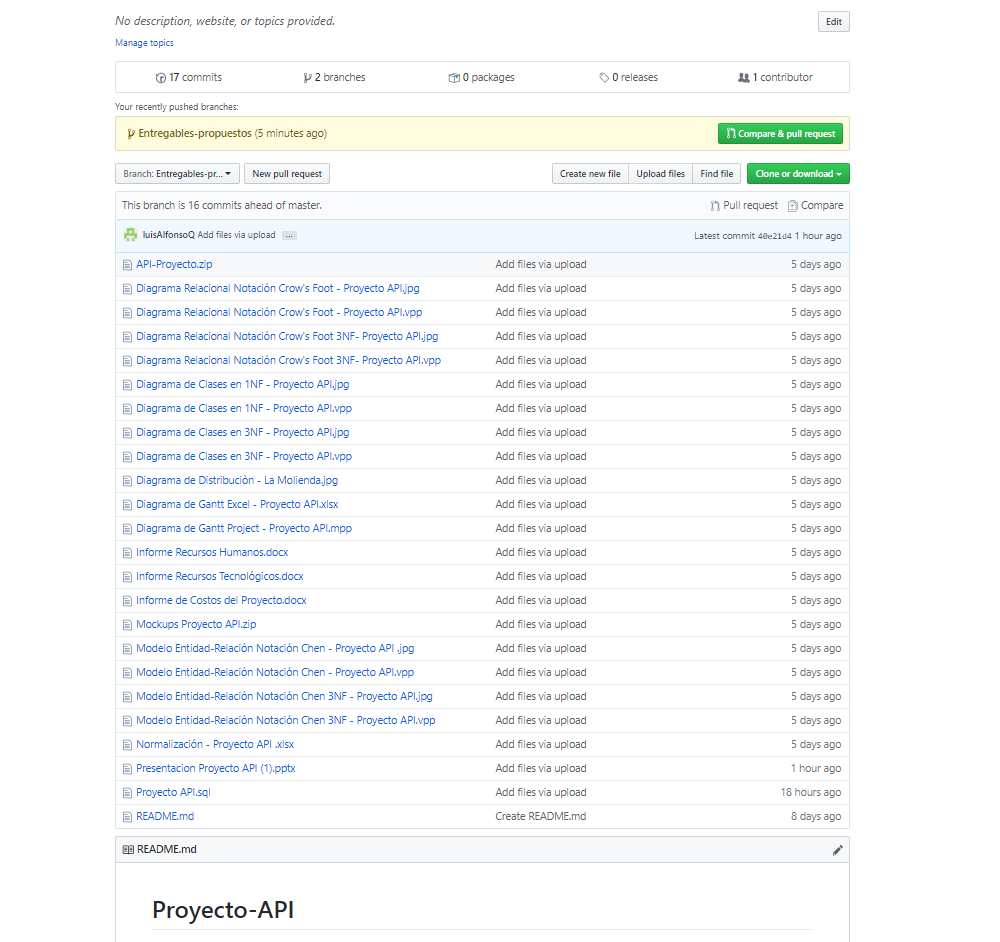 No description, website, or topics provided. Edit
Manage topics
17 commits 2 branches 0 packages 0 releases 1 contributor
Your recently pushed branches:
Entregables-propuestos (5 minutes ago) Compare & pull request
Branch: Entregables-pr... New pull request Create new file Upload files Find file Clone or download
This branch is 16 commits ahead of master. Pull request Compare
luisAlfonsoQ Add files via upload ... Latest commit 40e21d4 1 hour ago
API-Proyecto.zip Add files via upload 5 days ago
Diagrama Relacional Notación Crow's Foot - Proyecto API.jpg Add files via upload 5 days ago
Diagrama Relacional Notación Crow's Foot - Proyecto API.vpp Add files via upload 5 days ago
Diagrama Relacional Notación Crow's Foot 3NF- Proyecto API.jpg Add files via upload 5 days ago
Diagrama Relacional Notación Crow's Foot 3NF- Proyecto API.vpp Add files via upload 5 days ago
Diagrama de Clases en 1NF - Proyecto API.jpg Add files via upload 5 days ago
Diagrama de Clases en 1NF - Proyecto API.vpp Add files via upload 5 days ago
Diagrama de Clases en 3NF - Proyecto API.jpg Add files via upload 5 days ago
Diagrama de Clases en 3NF - Proyecto API.vpp Add files via upload 5 days ago
Diagrama de Distribuciòn - La Molienda.jpg Add files via upload 5 days ago
Diagrama de Gantt Excel - Proyecto API.xlsx Add files via upload 5 days ago
Diagrama de Gantt Project - Proyecto API.mpp Add files via upload 5 days ago
Informe Recursos Humanos.docx Add files via upload 5 days ago
Informe Recursos Tecnológicos.docx Add files via upload 5 days ago
Informe de Costos del Proyecto.docx Add files via upload 5 days ago
Mockups Proyecto API.zip Add files via upload 5 days ago
Modelo Entidad-Relación Notación Chen - Proyecto API .jpg Add files via upload 5 days ago
Modelo Entidad-Relación Notación Chen - Proyecto API.vpp Add files via upload 5 days ago
Modelo Entidad-Relación Notación Chen 3NF - Proyecto API.jpg Add files via upload 5 days ago
Modelo Entidad-Relación Notación Chen 3NF - Proyecto API.vpp Add files via upload 5 days ago
Normalización - Proyecto API .xlsx Add files via upload 5 days ago
Presentacion Proyecto API (1).pptx Add files via upload 1 hour ago
Proyecto API.sql Add files via upload 18 hours ago
README.md Create README.md 8 days ago
README.md
Proyecto-API